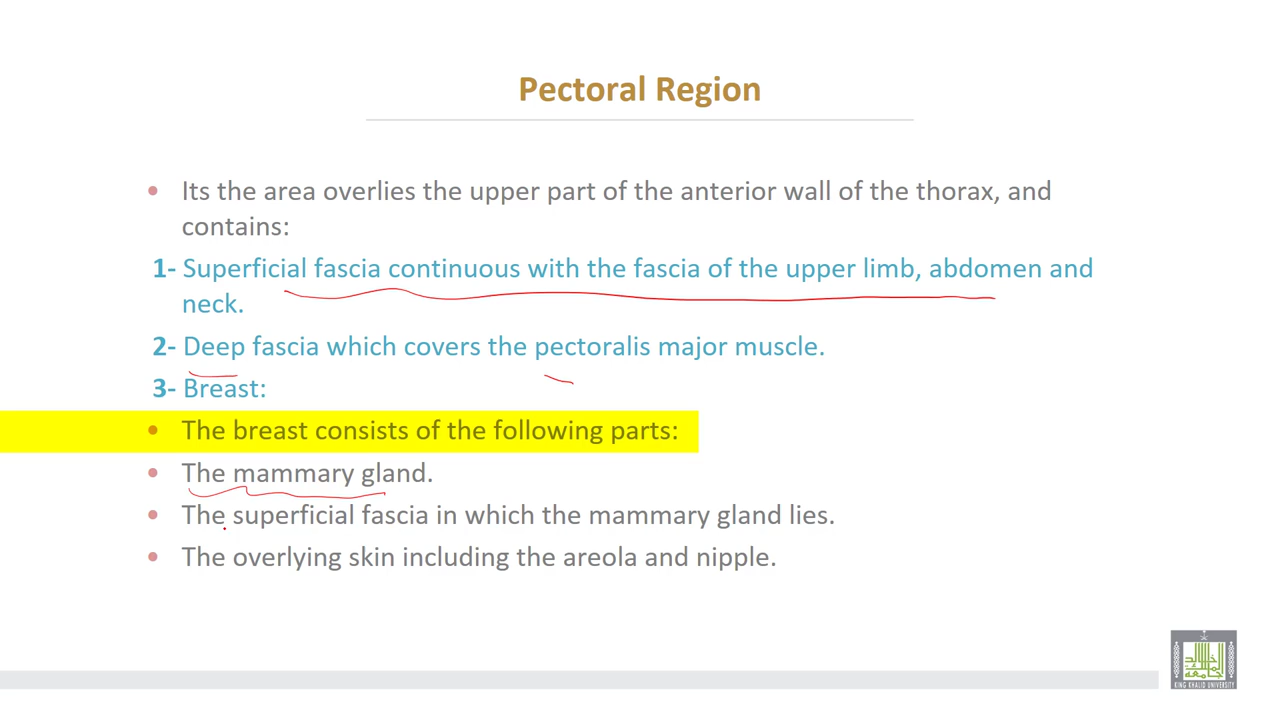 Pectoral Region
• Its the area overlies the upper part of the anterior wall of the thorax, and
contains:
1- Superficial fascia continuous with the fascia of the upper limb, abdomen and
neck.
2- Deep fascia which covers the pectoralis major muscle.
3- Breast:
• The breast consists of the following parts:
• The mammary gland.
• The superficial fascia in which the mammary gland lies.
• The overlying skin including the areola and nipple.
KING KHALID UNIVERSITY